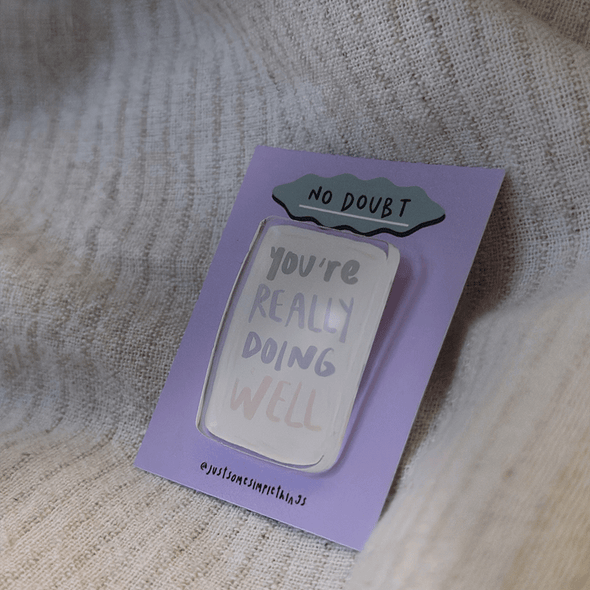 NO DOUBT
You're
REALLY
DOING
WELL
@justsomesimplethings